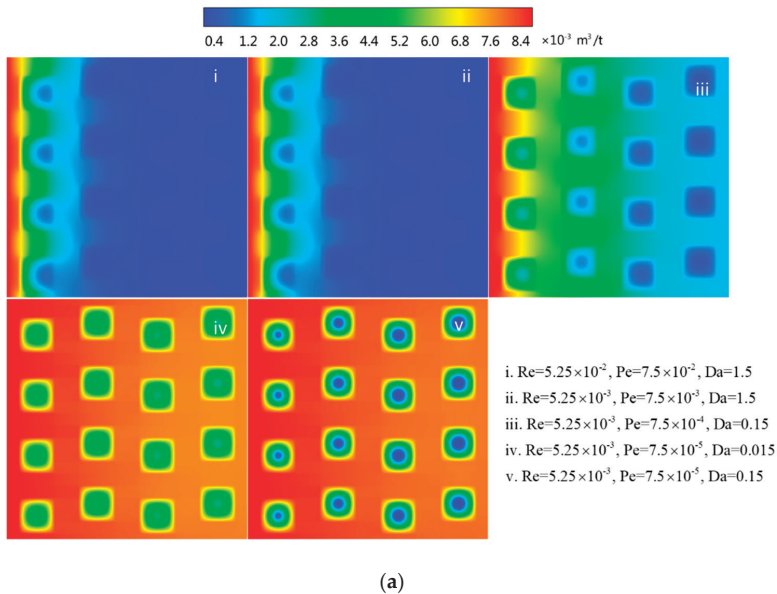 0.4 1.2 2.0 2.8 3.6 4.4 5.2 6.0 6.8 7.6 8.4 ×10⁻³ m³/t
i ii iii
iv v
i. Re=5.25×10⁻², Pe=7.5×10⁻², Da=1.5
ii. Re=5.25×10⁻³, Pe=7.5×10⁻³, Da=1.5
iii. Re=5.25×10⁻³, Pe=7.5×10⁻⁴, Da=0.15
iv. Re=5.25×10⁻³, Pe=7.5×10⁻⁵, Da=0.015
v. Re=5.25×10⁻³, Pe=7.5×10⁻⁵, Da=0.15
(a)